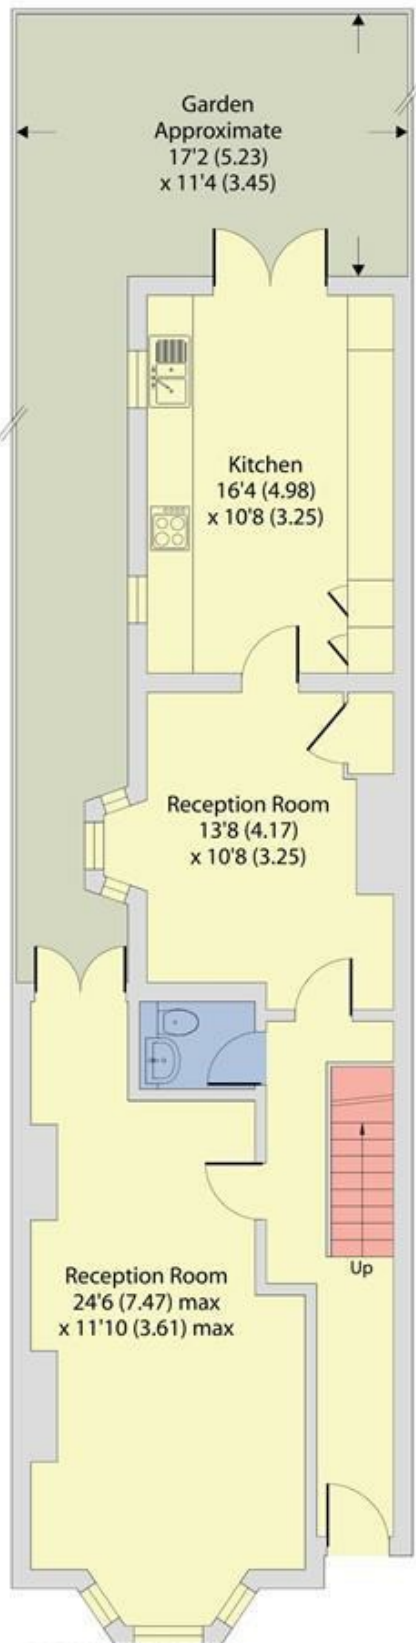 Garden
Approximate
17'2 (5.23)
x 11'4 (3.45)
Kitchen
16'4 (4.98)
x 10'8 (3.25)
Reception Room
13'8 (4.17)
x 10'8 (3.25)
Up
Reception Room
24'6 (7.47) max
x 11'10 (3.61) max